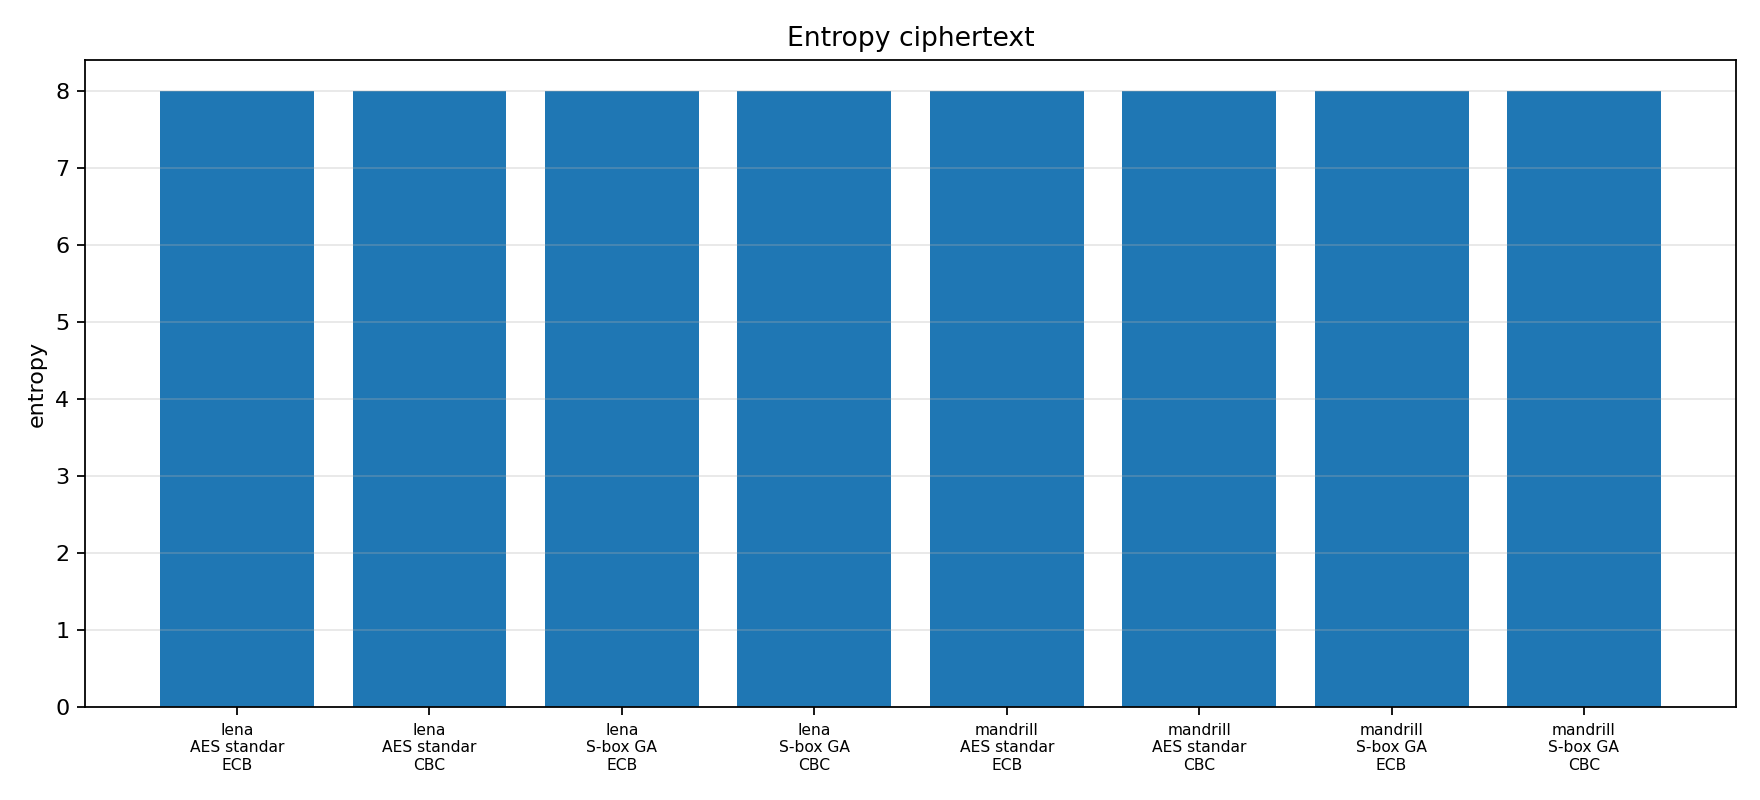 Entropy ciphertext
entropy
8
7
6
5
4
3
2
1
0
lena
AES standar
ECB
lena
AES standar
CBC
lena
S-box GA
ECB
lena
S-box GA
CBC
mandrill
AES standar
ECB
mandrill
AES standar
CBC
mandrill
S-box GA
ECB
mandrill
S-box GA
CBC